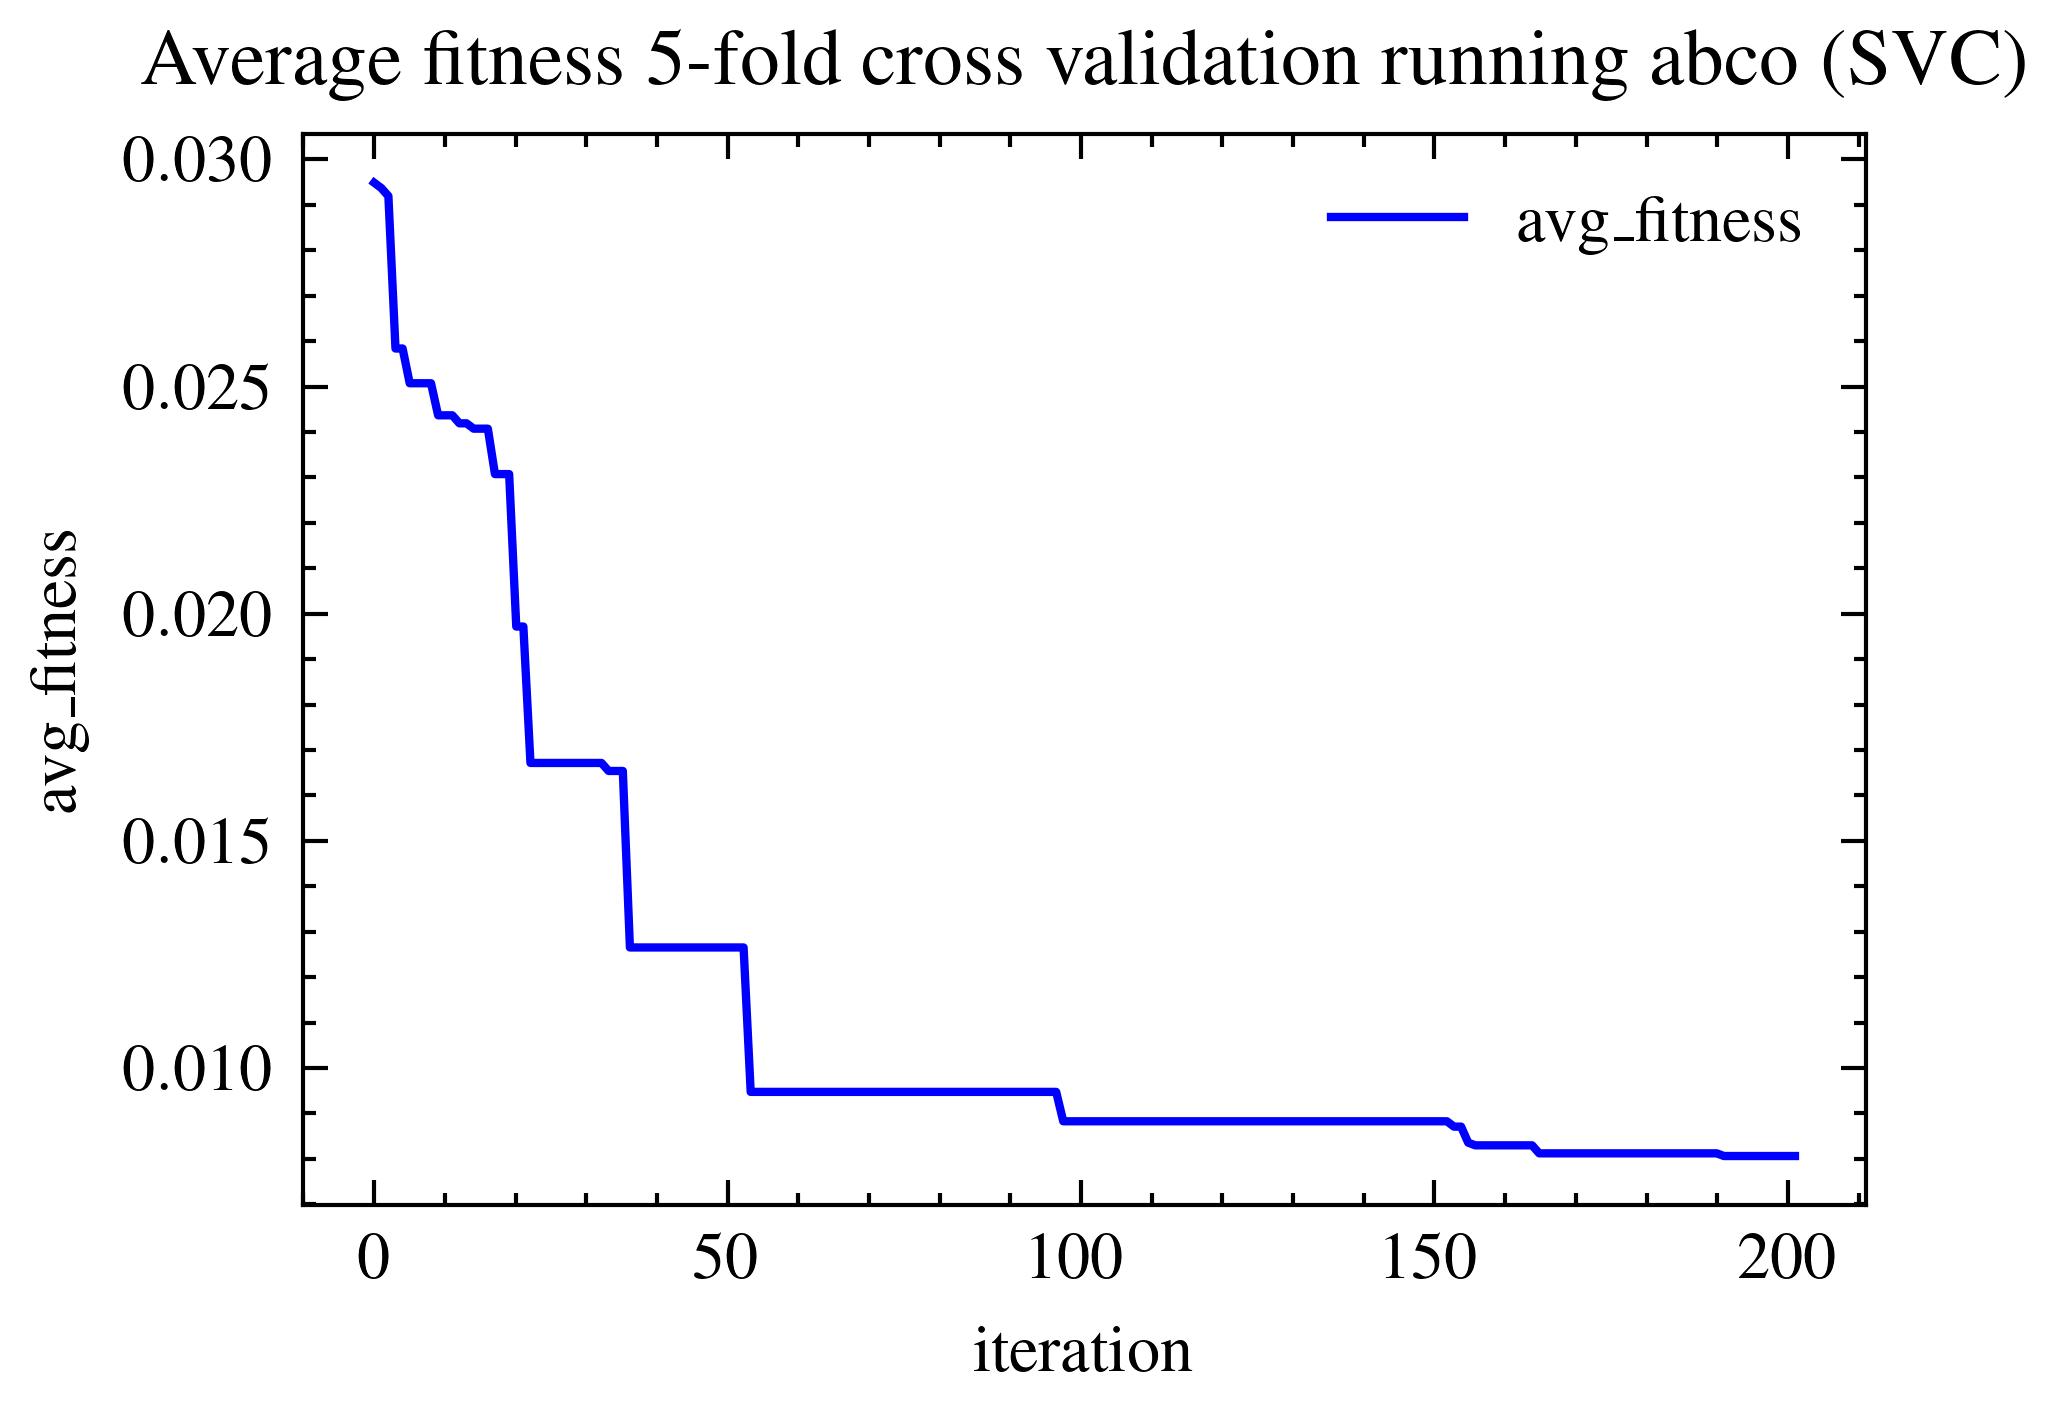 Average fitness 5-fold cross validation running abco (SVC)
0.030
avg_fitness
0.025
0.020
avg_fitness
0.015
0.010
0 50 100 150 200
iteration